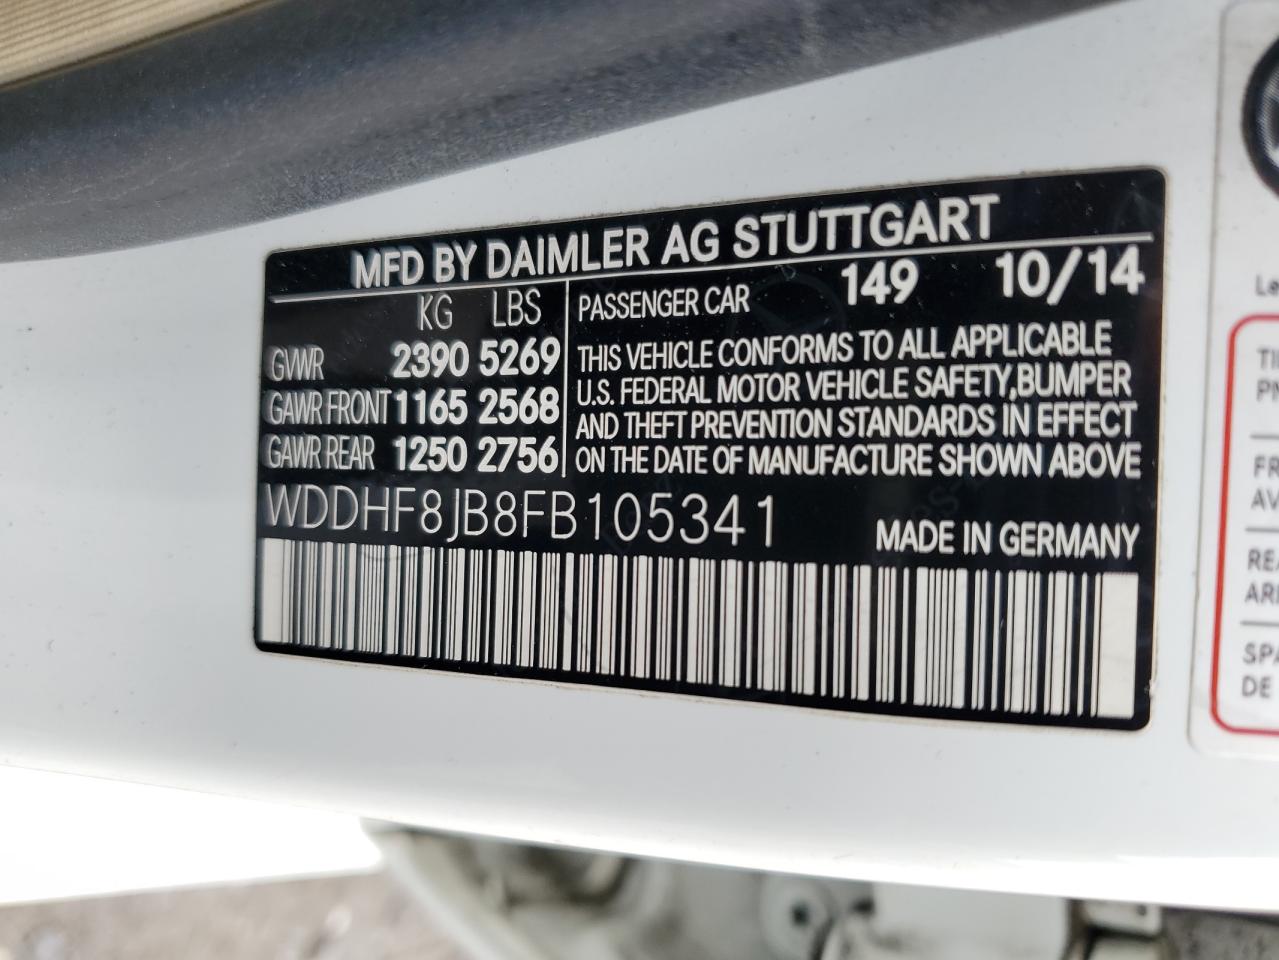 MFD BY DAIMLER AG STUTTGART
KG LBS
GVWR 2390 5269
GAWR FRONT 1165 2568
GAWR REAR 1250 2756
PASSENGER CAR 149 10/14
THIS VEHICLE CONFORMS TO ALL APPLICABLE
U.S. FEDERAL MOTOR VEHICLE SAFETY,BUMPER
AND THEFT PREVENTION STANDARDS IN EFFECT
ON THE DATE OF MANUFACTURE SHOWN ABOVE
WDDHF8JB8FB105341
MADE IN GERMANY
DE